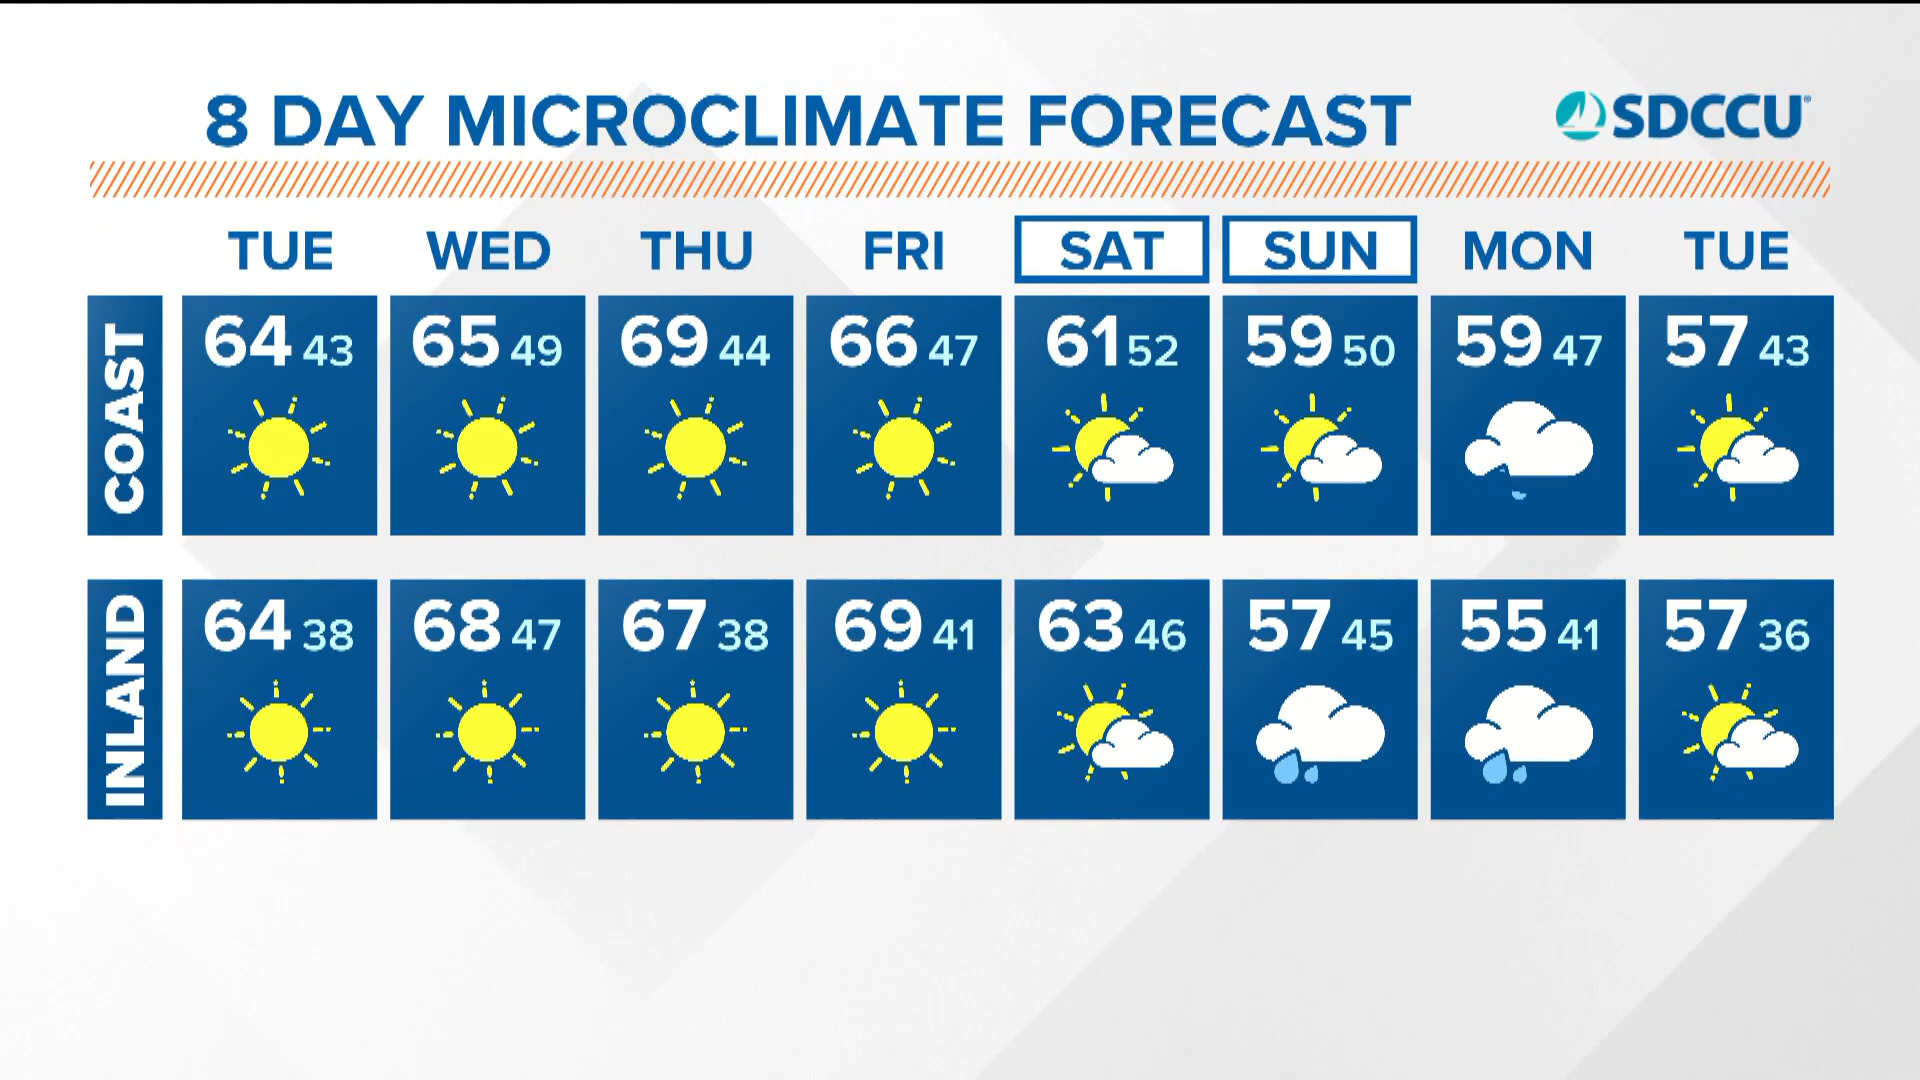 8 DAY MICROCLIMATE FORECAST
SDCCU®
TUE WED THU FRI SAT SUN MON TUE
COAST
64 43 65 49 69 44 66 47 61 52 59 50 59 47 57 43
INLAND
64 38 68 47 67 38 69 41 63 46 57 45 55 41 57 36